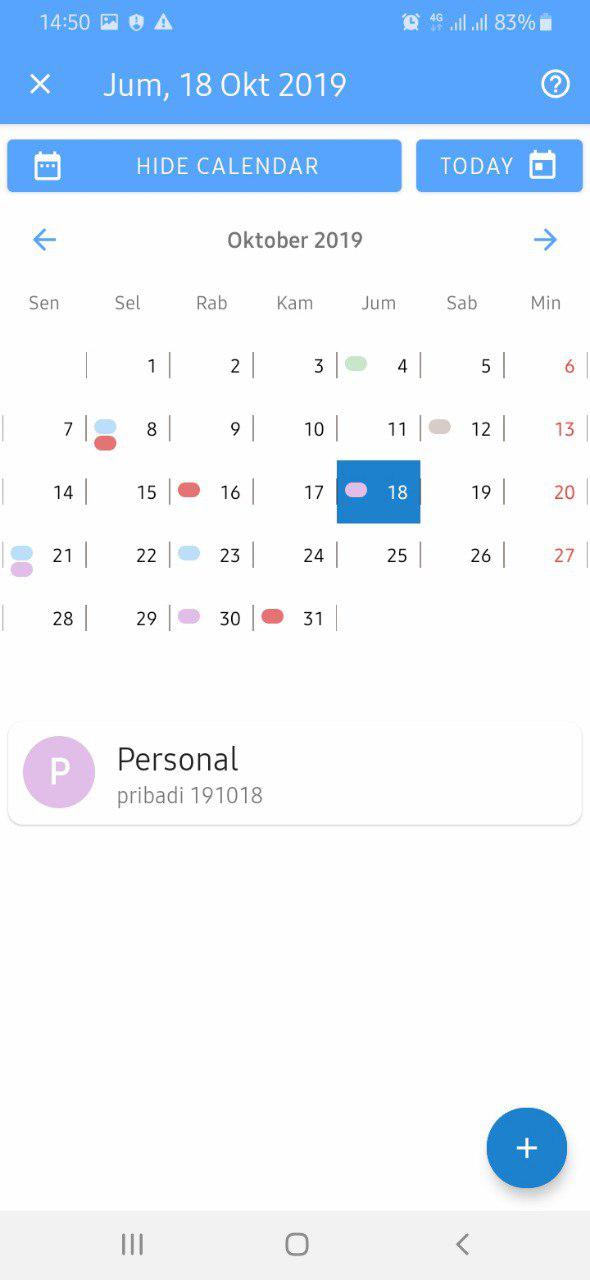 14:50 4G 83%
Jum, 18 Okt 2019
HIDE CALENDAR TODAY
Oktober 2019
Sen Sel Rab Kam Jum Sab Min
1 2 3 4 5 6
7 8 9 10 11 12 13
14 15 16 17 18 19 20
21 22 23 24 25 26 27
28 29 30 31
P
Personal
pribadi 191018
+